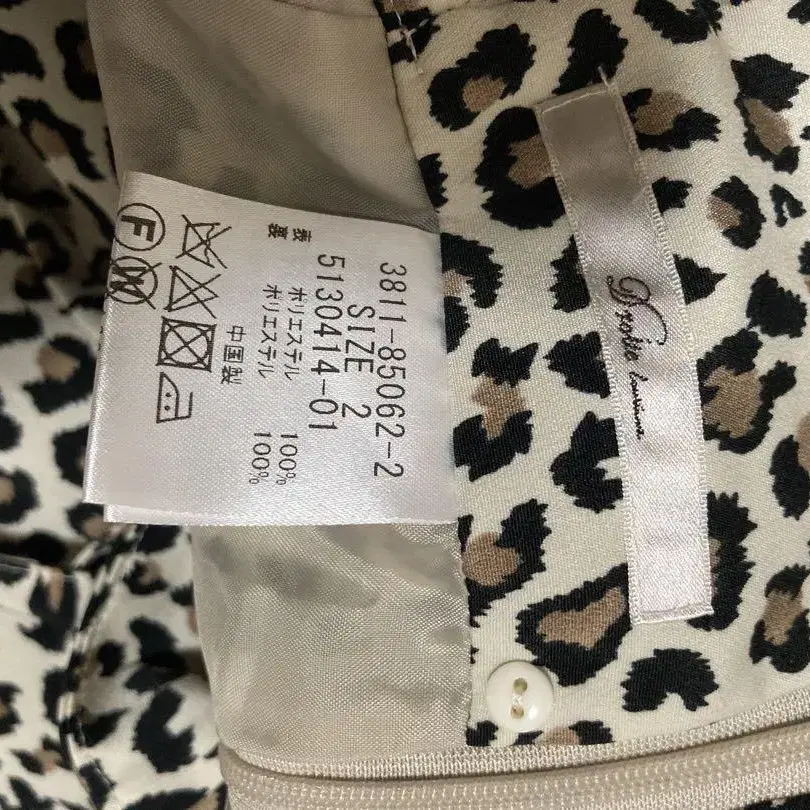 3811-85062-2
SIZE 2
5130414-01
表 ポリエステル 100%
裏 ポリエステル 100%
中国製
F W